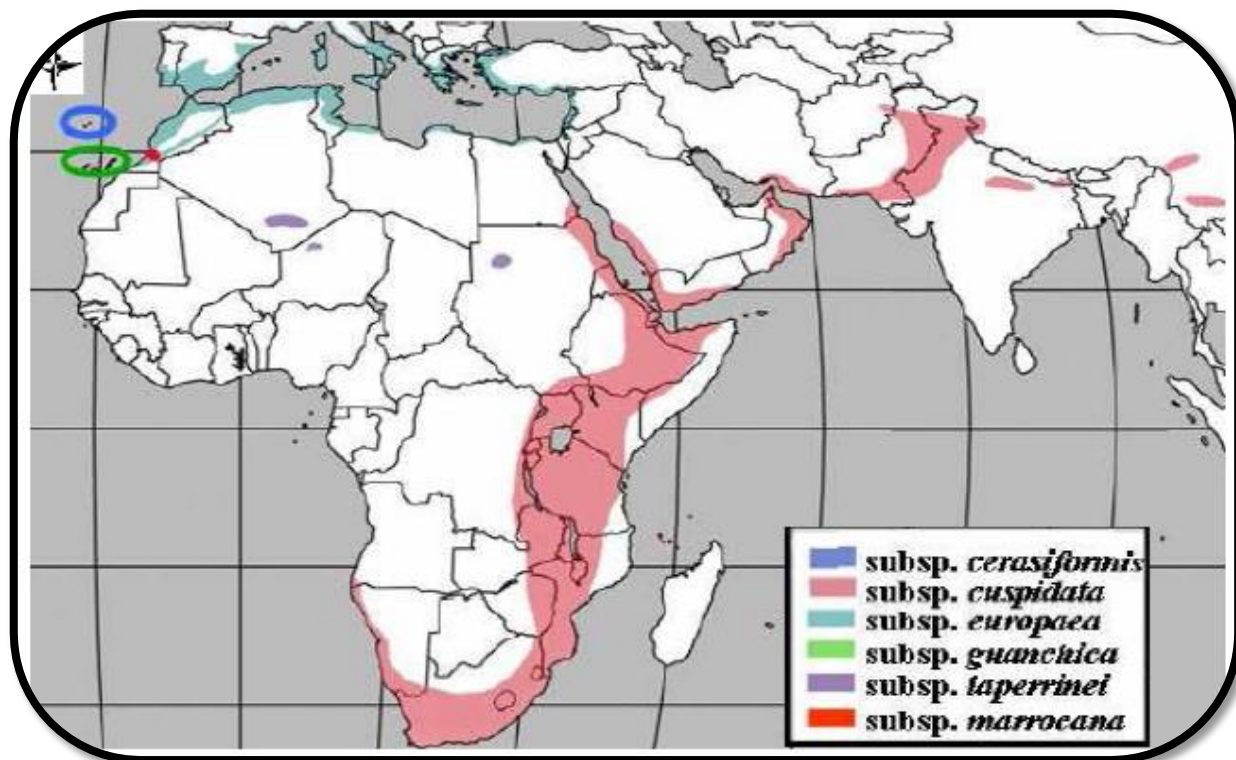 subsp. cerasiformis
subsp. cuspidata
subsp. europaea
subsp. guanchica
subsp. laperrinei
subsp. marrocana